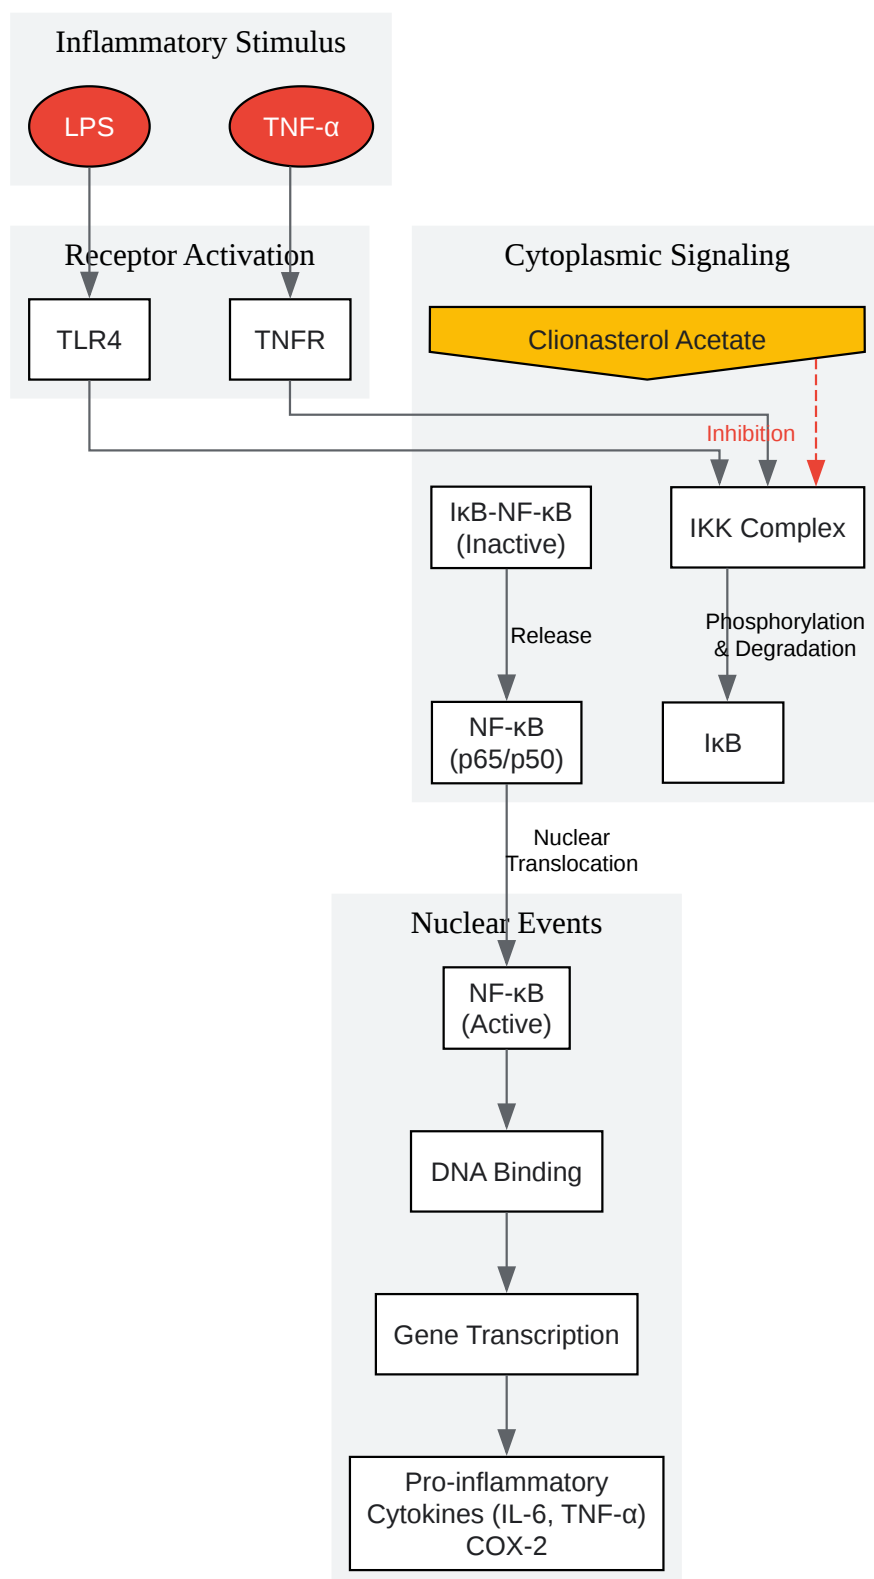 Inflammatory Stimulus
LPS
TNF-α
Receptor Activation
TLR4
TNFR
Cytoplasmic Signaling
Clionasterol Acetate
Inhibition
IκB-NF-κB
(Inactive)
IKK Complex
Release
Phosphorylation
& Degradation
NF-κB
(p65/p50)
IκB
Nuclear
Translocation
Nuclear Events
NF-κB
(Active)
DNA Binding
Gene Transcription
Pro-inflammatory
Cytokines (IL-6, TNF-α)
COX-2